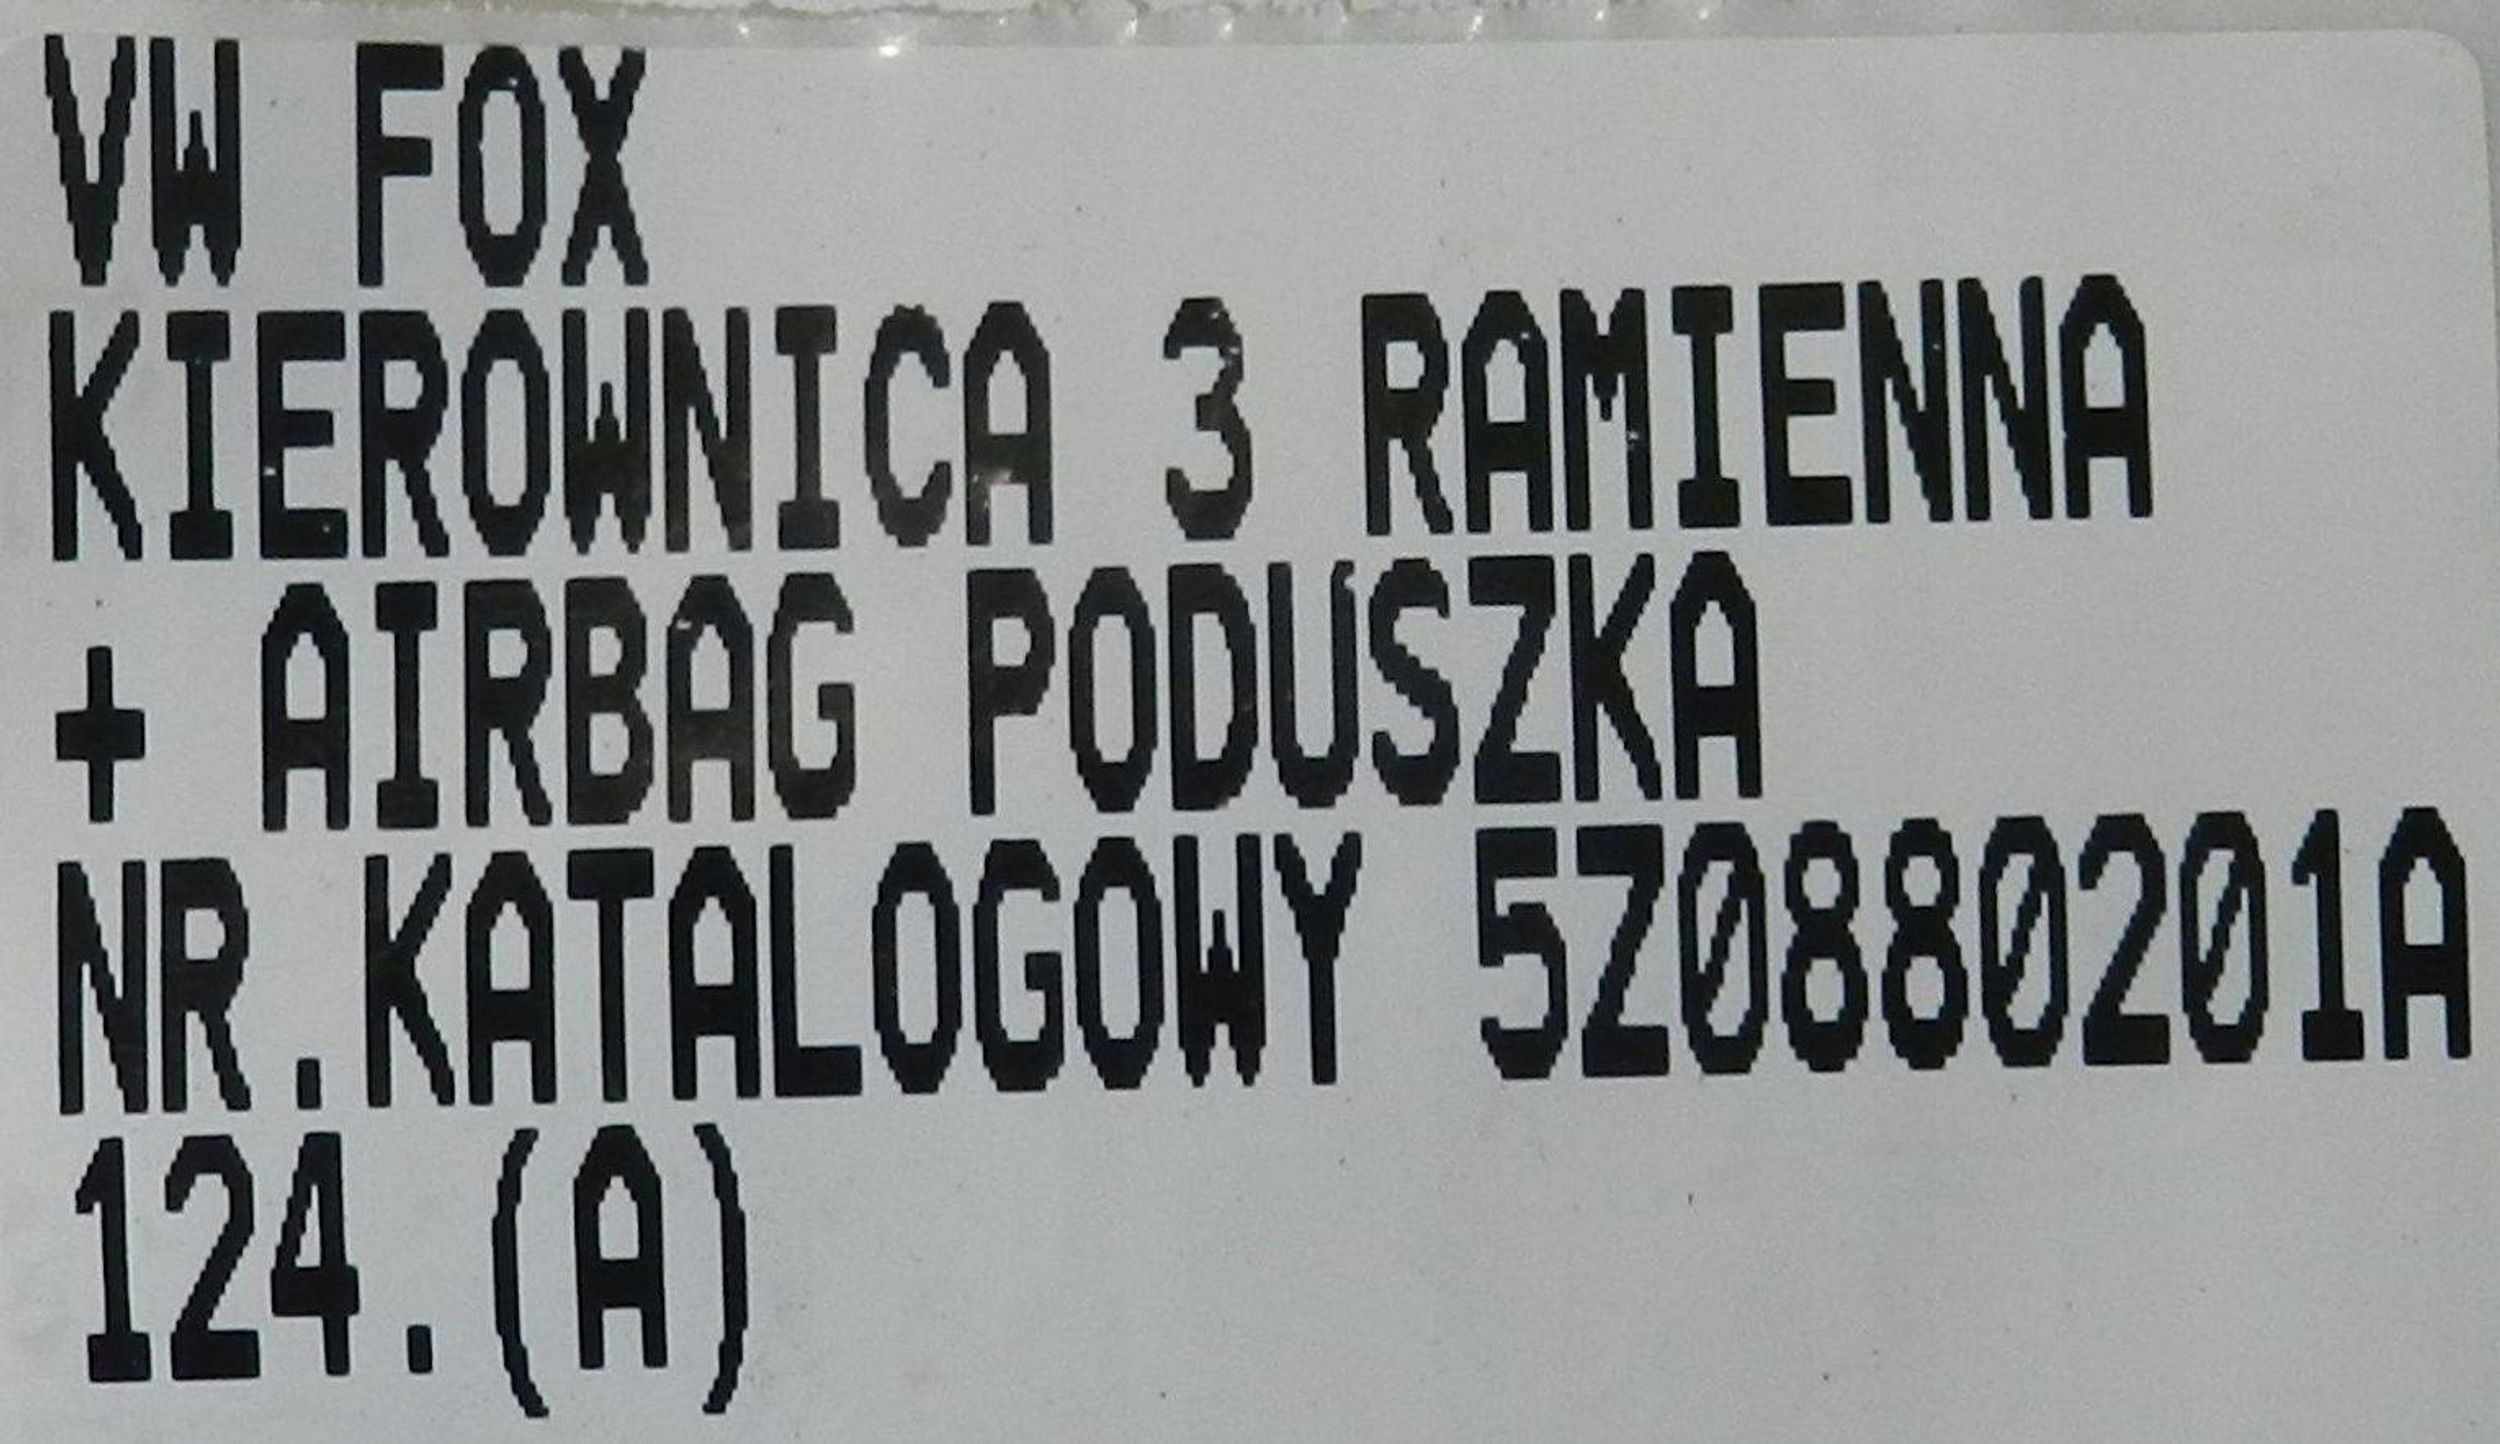 VW FOX
KIEROWNICA 3 RAMIENNA
+ AIRBAG PODUSZKA
NR.KATALOGOWY 5Z0880201A
124.(A)